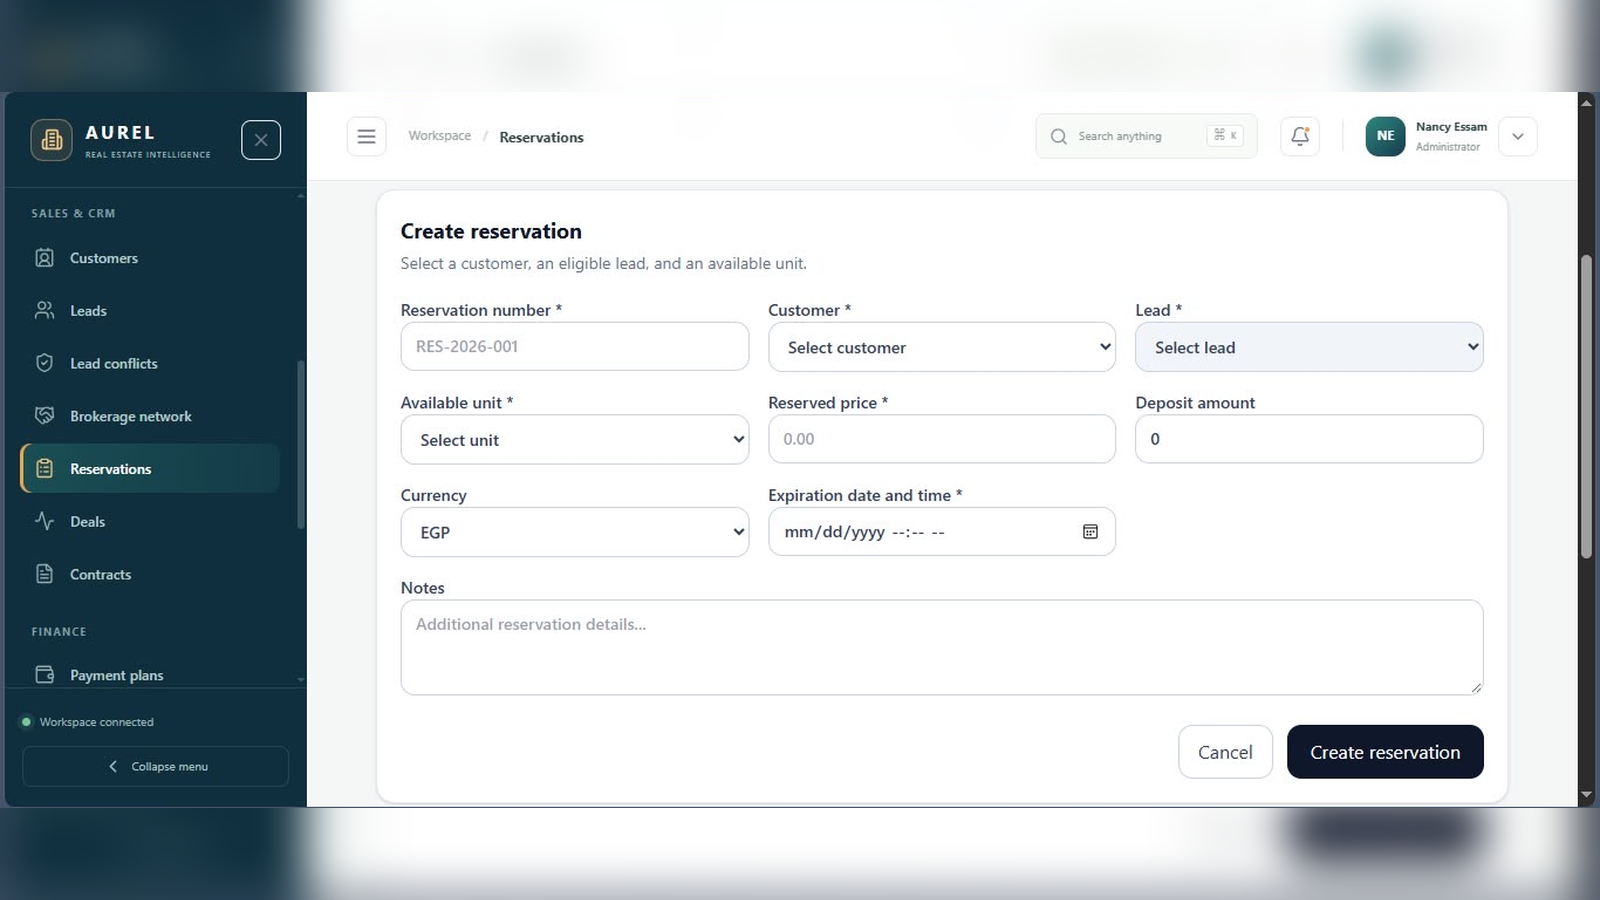 AUREL
REAL ESTATE INTELLIGENCE
SALES & CRM
Customers
Leads
Lead conflicts
Brokerage network
Reservations
Deals
Contracts
FINANCE
Payment plans
Workspace connected
Collapse menu
Workspace / Reservations
Search anything
⌘ K
NE
Nancy Essam
Administrator
Create reservation
Select a customer, an eligible lead, and an available unit.
Reservation number *
RES-2026-001
Customer *
Select customer
Lead *
Select lead
Available unit *
Select unit
Reserved price *
0.00
Deposit amount
0
Currency
EGP
Expiration date and time *
mm/dd/yyyy --:-- --
Notes
Additional reservation details...
Cancel
Create reservation